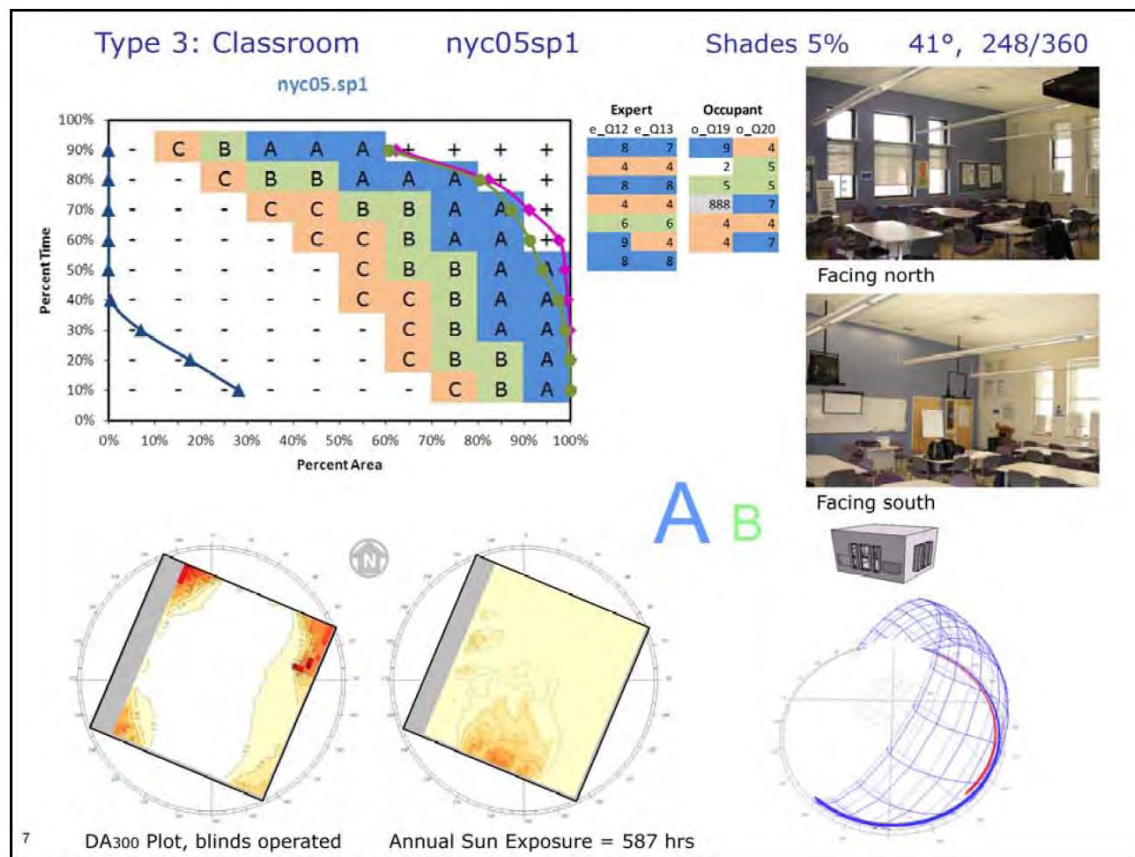 Type 3: Classroom nyc05sp1 Shades 5% 41°, 248/360
nyc05.sp1
100%
90% - C B A A A + + + +
80% - - C B B A A A + +
70% - - - C C B B A A +
60% - - - - C C B A A +
50% - - - - - C B B A A
40% - - - - - C C B A A
30% - - - - - - C B A A
20% - - - - - - C B B A
10% - - - - - - - C B A
0%
0% 10% 20% 30% 40% 50% 60% 70% 80% 90% 100%
Percent Time
Percent Area
Expert Occupant
e_Q12 e_Q13 o_Q19 o_Q20
8 7 9 4
4 4 2 5
8 8 5 5
4 4 888 7
6 6 4 4
9 4 4 7
8 8
Facing north
Facing south
A B
N
7 DA300 Plot, blinds operated
Annual Sun Exposure = 587 hrs